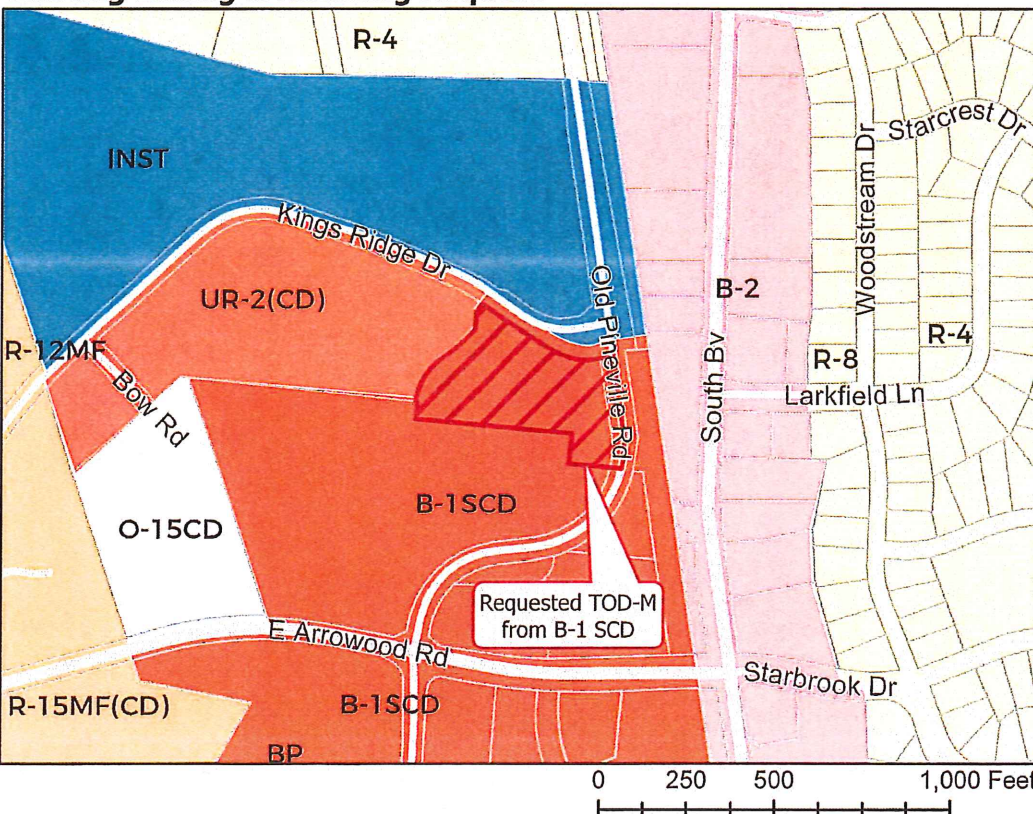 R-4
Starcrest Dr
INST
Woodstream Dr
Kings Ridge Dr
UR-2(CD)
Old Pineville Rd
B-2
South Bv
R-4
R-12MF
R-8
Bow Rd
Larkfield Ln
B-1SCD
O-15CD
Requested TOD-M
from B-1 SCD
E Arrowood Rd
Starbrook Dr
R-15MF(CD)
B-1SCD
BP
0 250 500 1,000 Feet